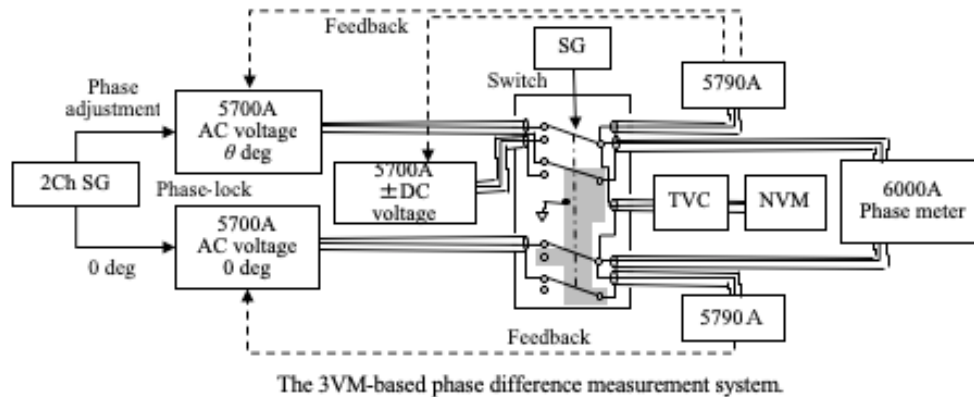 Feedback
SG
Switch
5790A
Phase
adjustment
5700A
AC voltage
θ deg
5700A
±DC
voltage
2Ch SG
Phase-lock
TVC
NVM
6000A
Phase meter
5700A
AC voltage
0 deg
0 deg
5790A
Feedback
The 3VM-based phase difference measurement system.